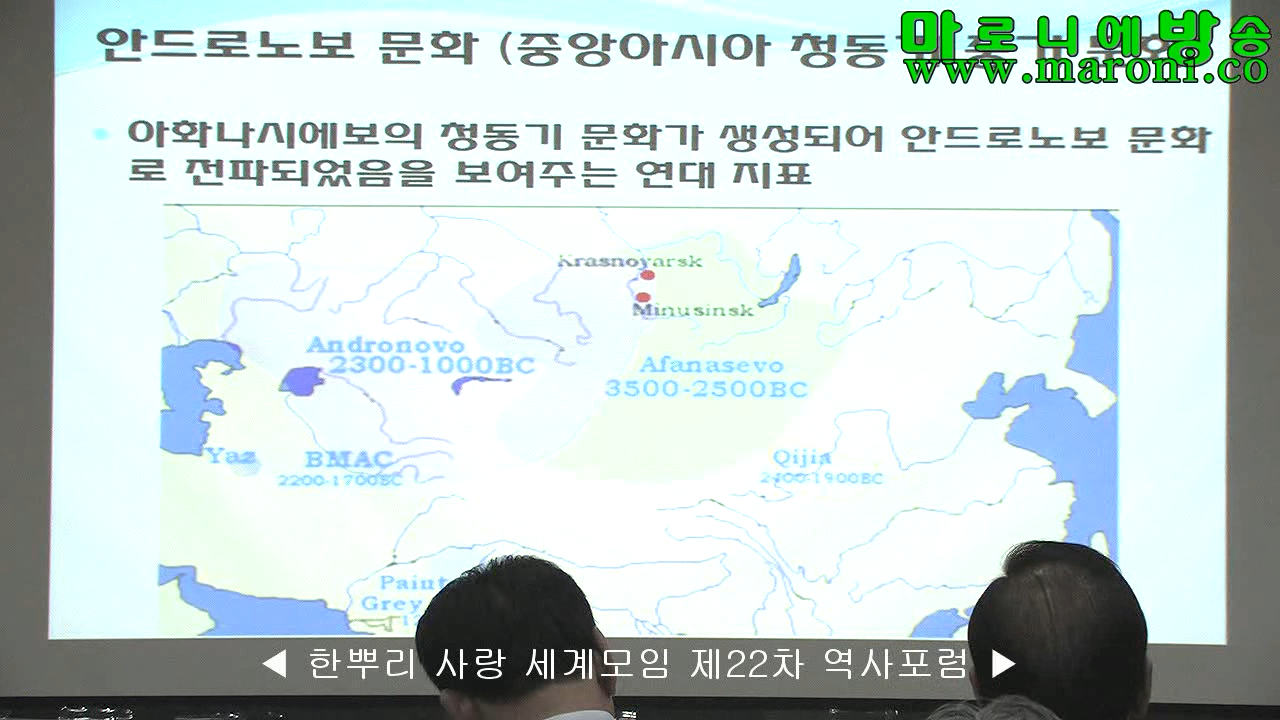 안드로노보 문화 (중앙아시아 청동
마로니에방송
www.maroni.co
아화나시에보의 청동기 문화가 생성되어 안드로노보 문화
로 전파되었음을 보여주는 연대 지표
Krasnoyarsk
Minusinsk
Andronovo
2300-1000BC
Afanasevo
3500-2500BC
Yaz
BMAC
2200-1700BC
Qijia
2400-1900BC
Paint
Grey
◀ 한뿌리 사랑 세계모임 제22차 역사포럼 ▶